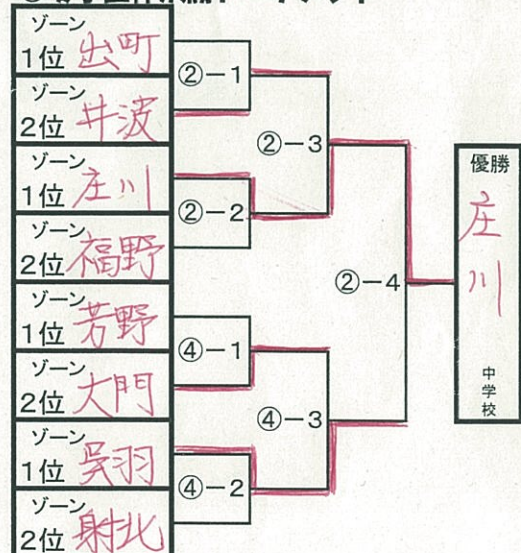 ゾーン
1位 出町
ゾーン
2位 井波
ゾーン
1位 庄川
ゾーン
2位 福野
ゾーン
1位 芳野
ゾーン
2位 大門
ゾーン
1位 呉羽
ゾーン
2位 射北
②-1
②-2
④-1
④-2
②-3
④-3
②-4
優勝
庄川
中学校